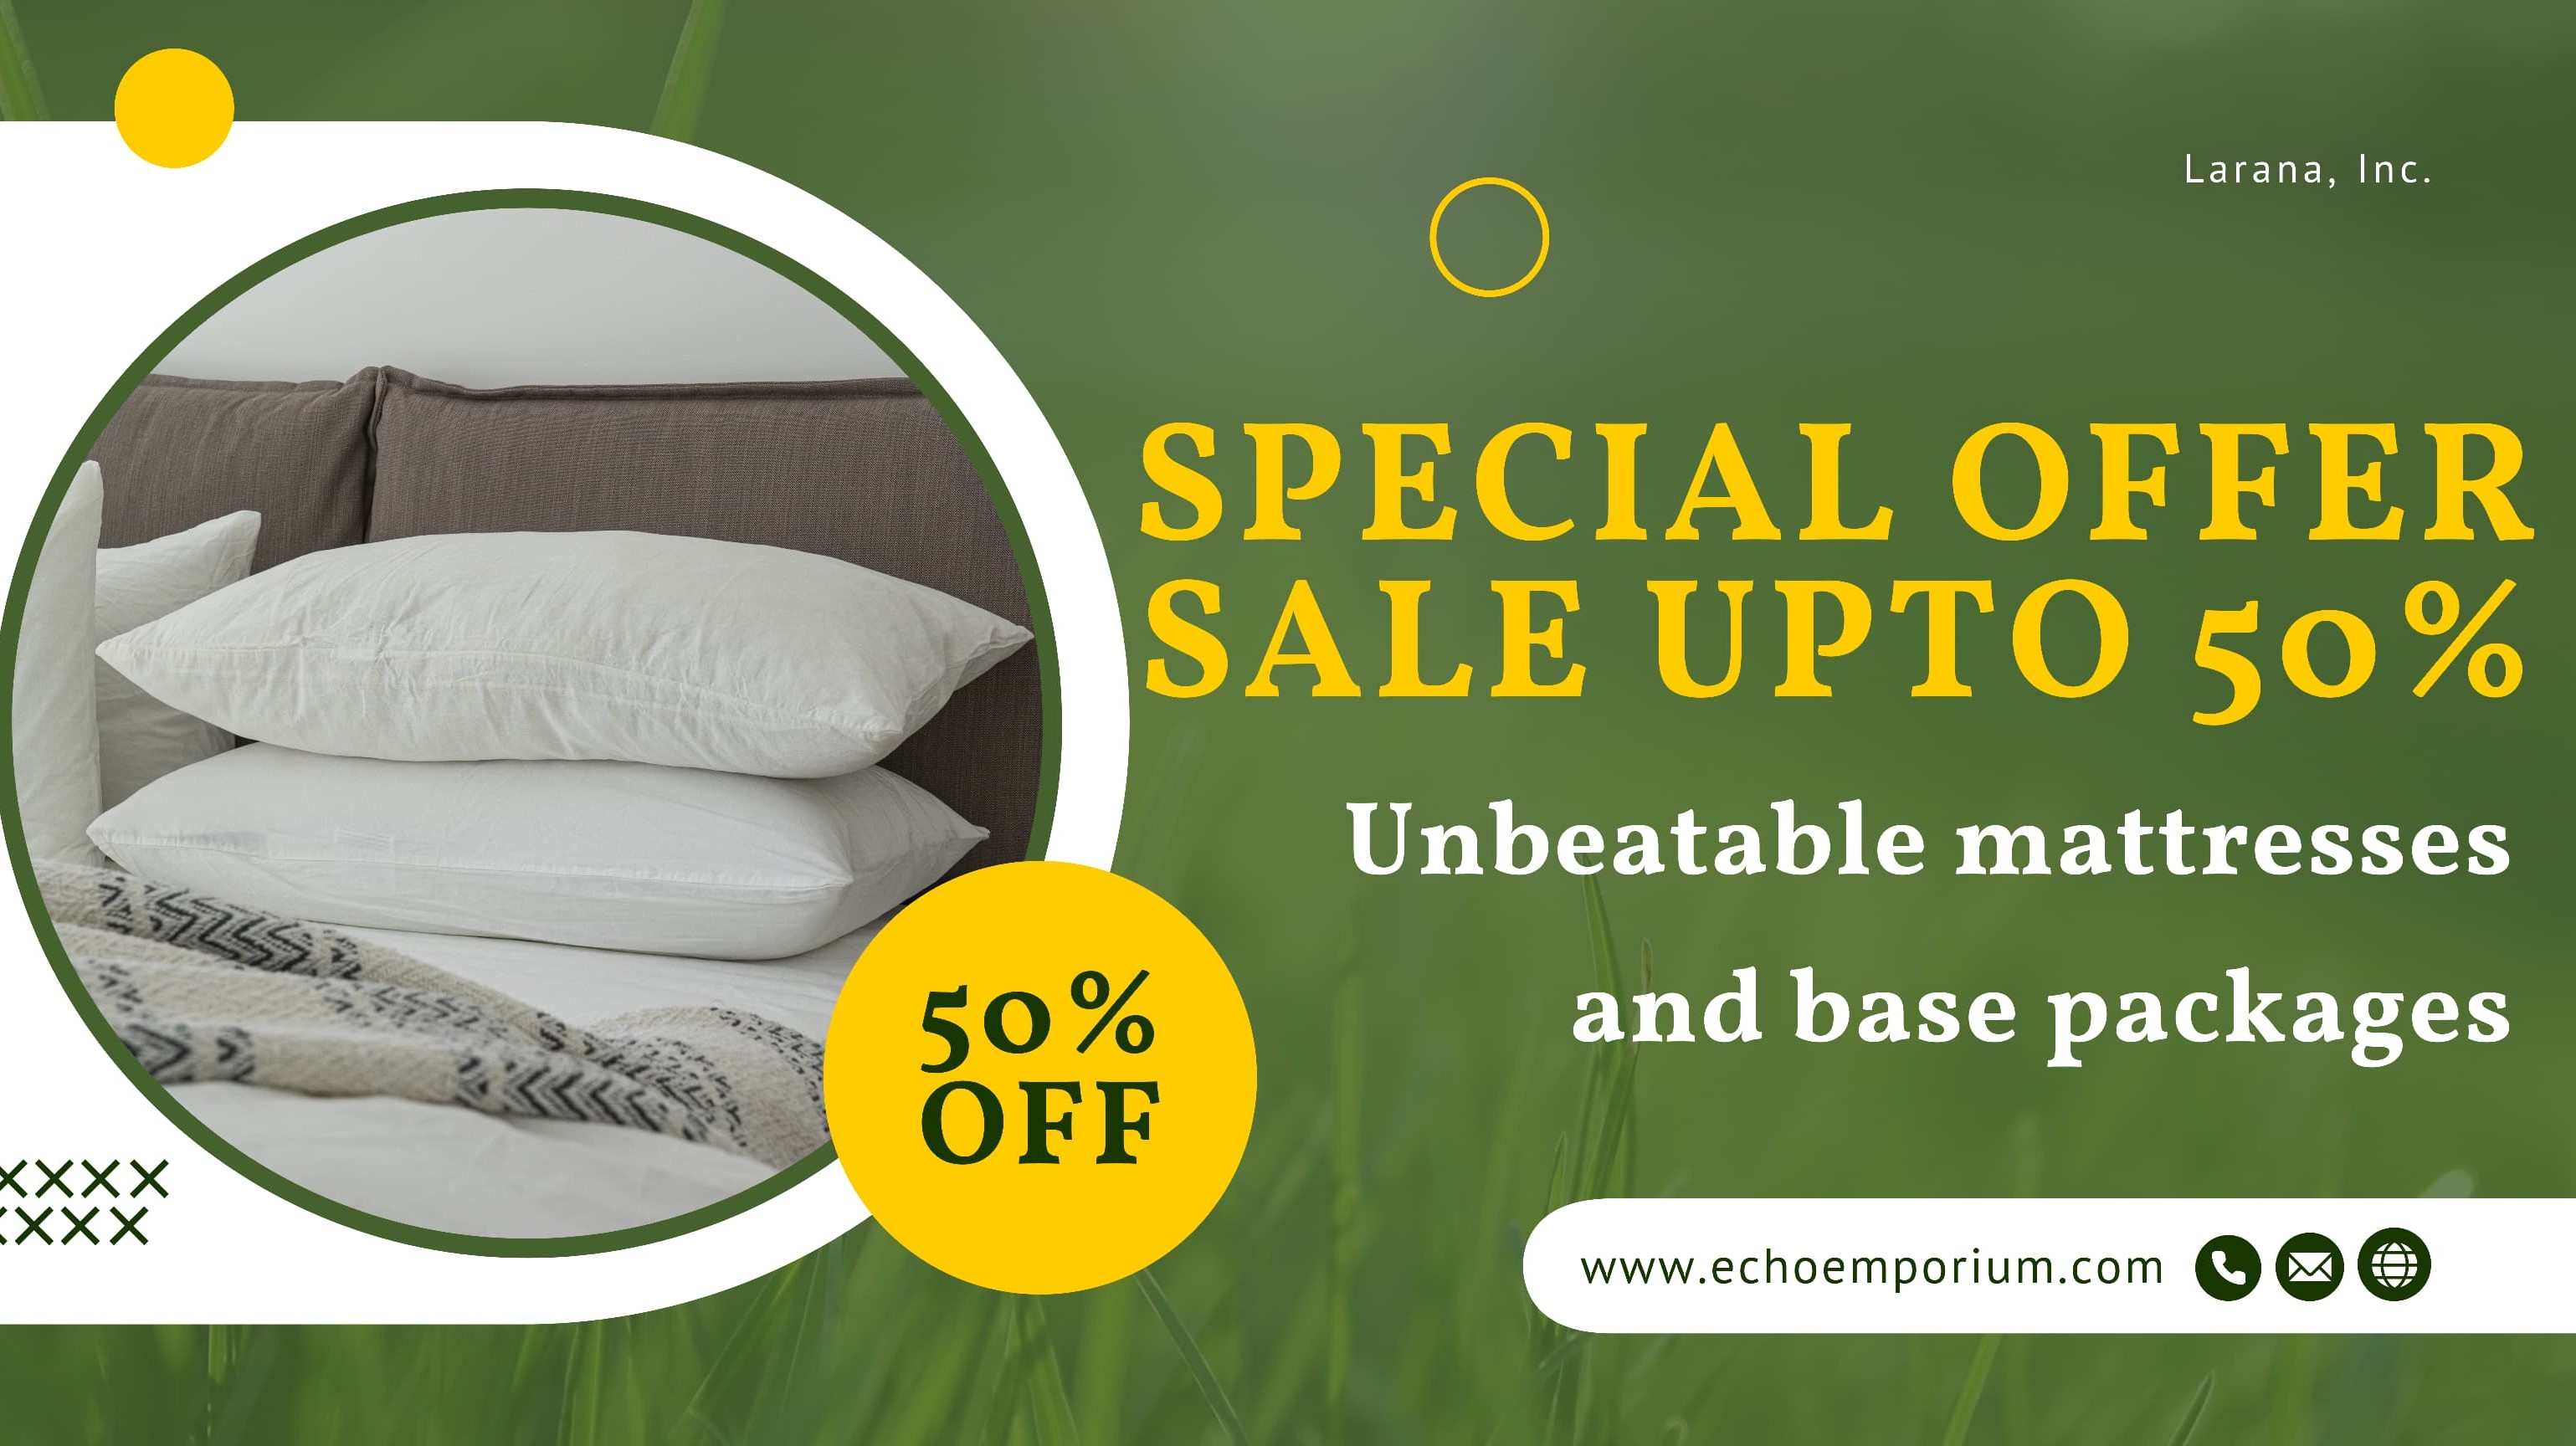 Larana, Inc.
SPECIAL OFFER
SALE UPTO 50%
Unbeatable mattresses
and base packages
50%
OFF
www.echoemporium.com